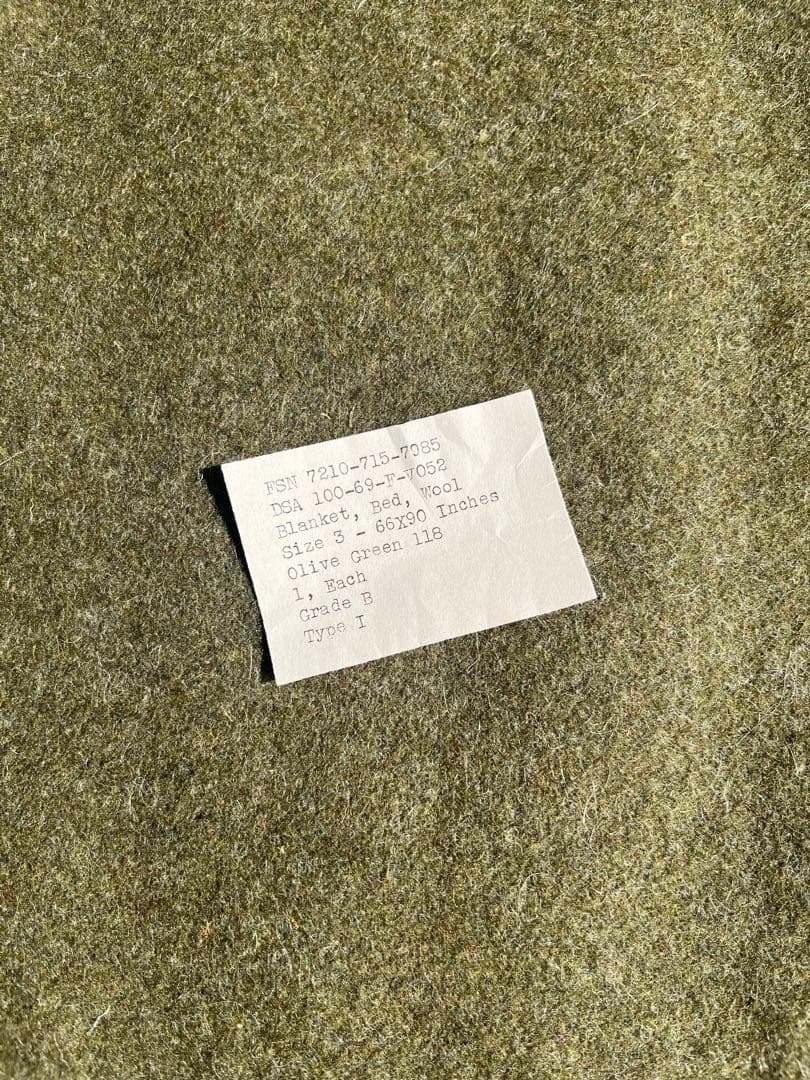 FSN 7210-715-7985
DSA 100-69-F-V052
Blanket, Bed, Wool
Size 3 - 66X90 Inches
Olive Green 118
1, Each
Grade B
Type I